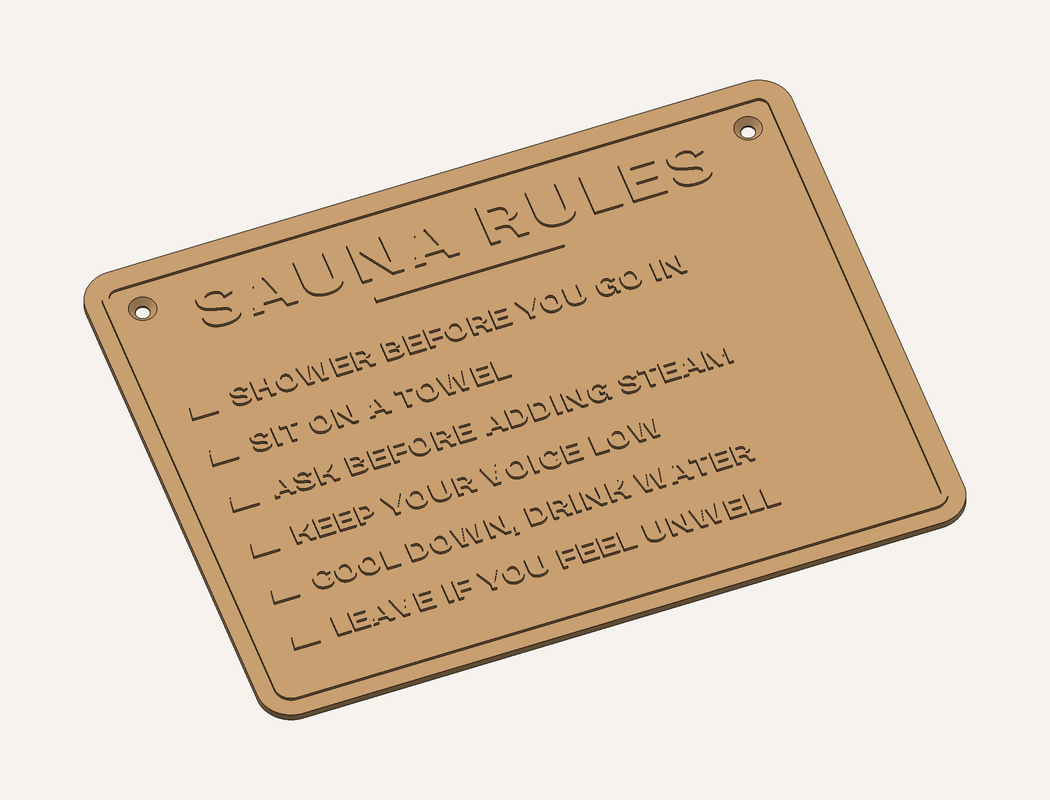 SAUNA RULES
SHOWER BEFORE YOU GO IN
SIT ON A TOWEL
ASK BEFORE ADDING STEAM
KEEP YOUR VOICE LOW
COOL DOWN, DRINK WATER
LEAVE IF YOU FEEL UNWELL